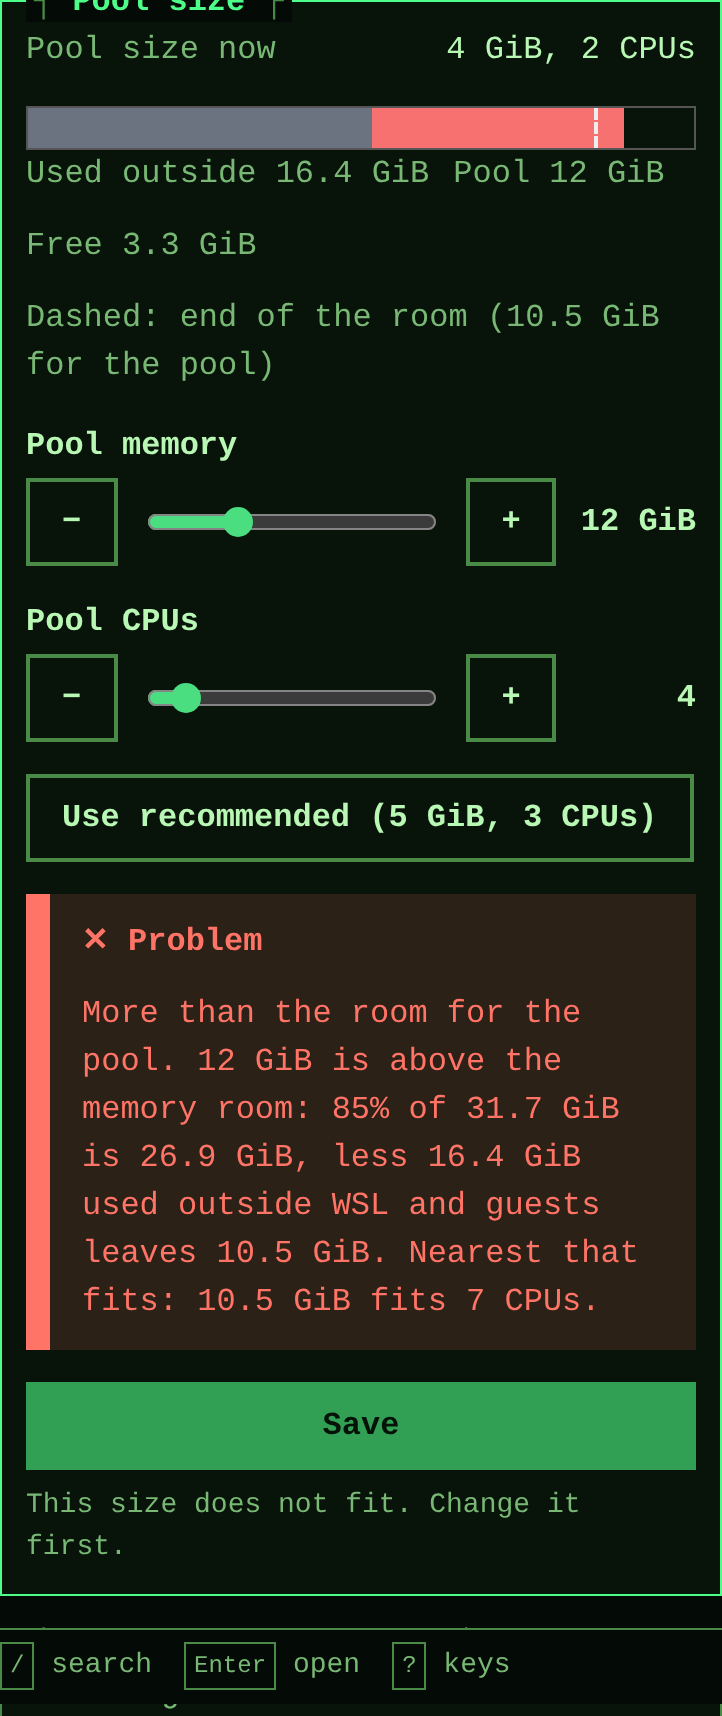 Pool size
Pool size now 4 GiB, 2 CPUs
Used outside 16.4 GiB Pool 12 GiB
Free 3.3 GiB
Dashed: end of the room (10.5 GiB
for the pool)
Pool memory
− + 12 GiB
Pool CPUs
− + 4
Use recommended (5 GiB, 3 CPUs)
✕ Problem
More than the room for the
pool. 12 GiB is above the
memory room: 85% of 31.7 GiB
is 26.9 GiB, less 16.4 GiB
used outside WSL and guests
leaves 10.5 GiB. Nearest that
fits: 10.5 GiB fits 7 CPUs.
Save
This size does not fit. Change it
first.
/ search Enter open ? keys